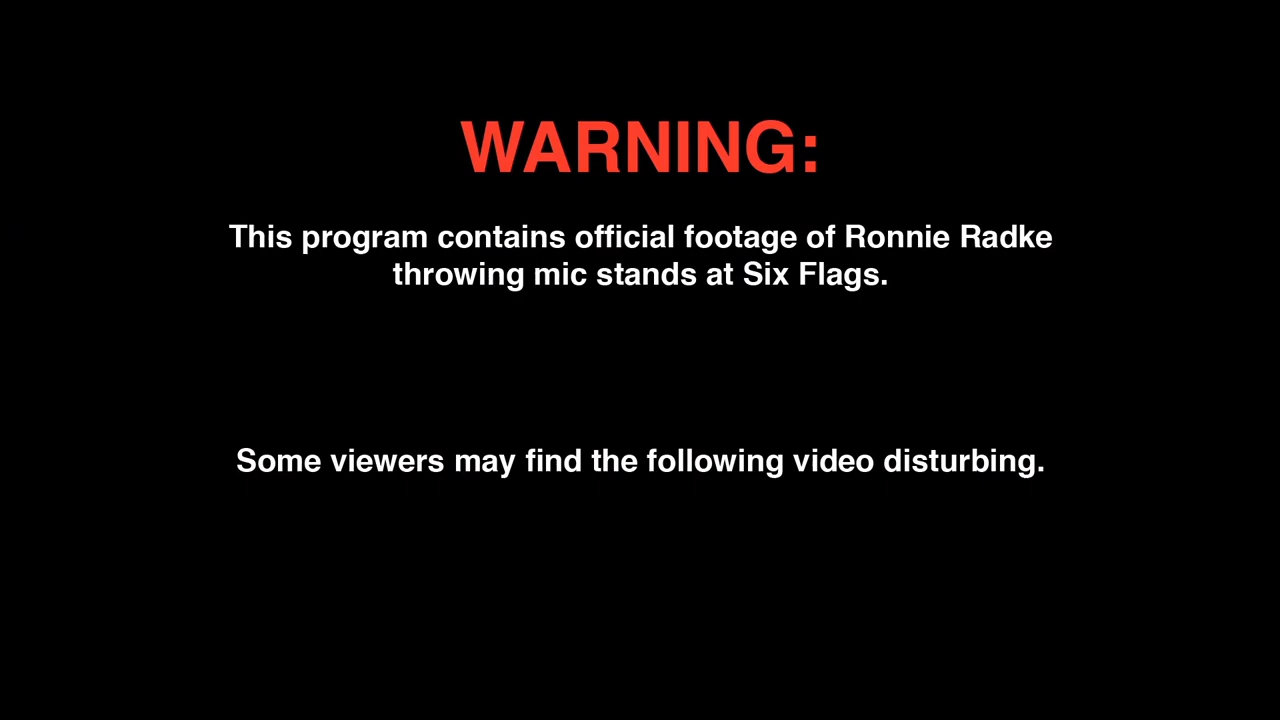 WARNING:
This program contains official footage of Ronnie Radke
throwing mic stands at Six Flags.
Some viewers may find the following video disturbing.